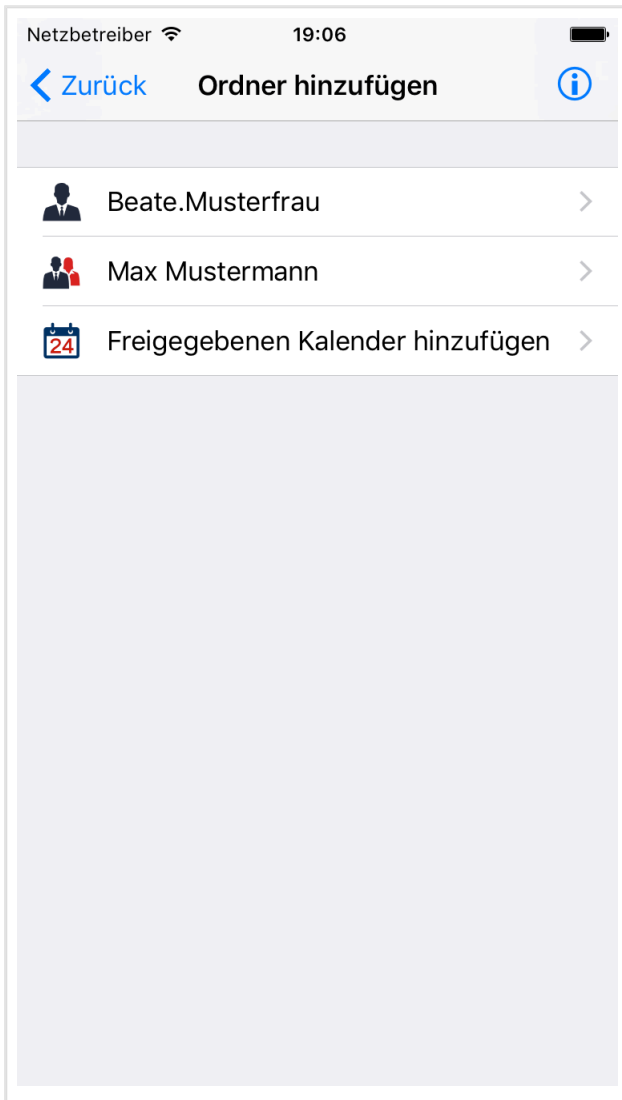 Netzbetreiber 19:06
Zurück Ordner hinzufügen
Beate.Musterfrau
Max Mustermann
24 Freigegebenen Kalender hinzufügen